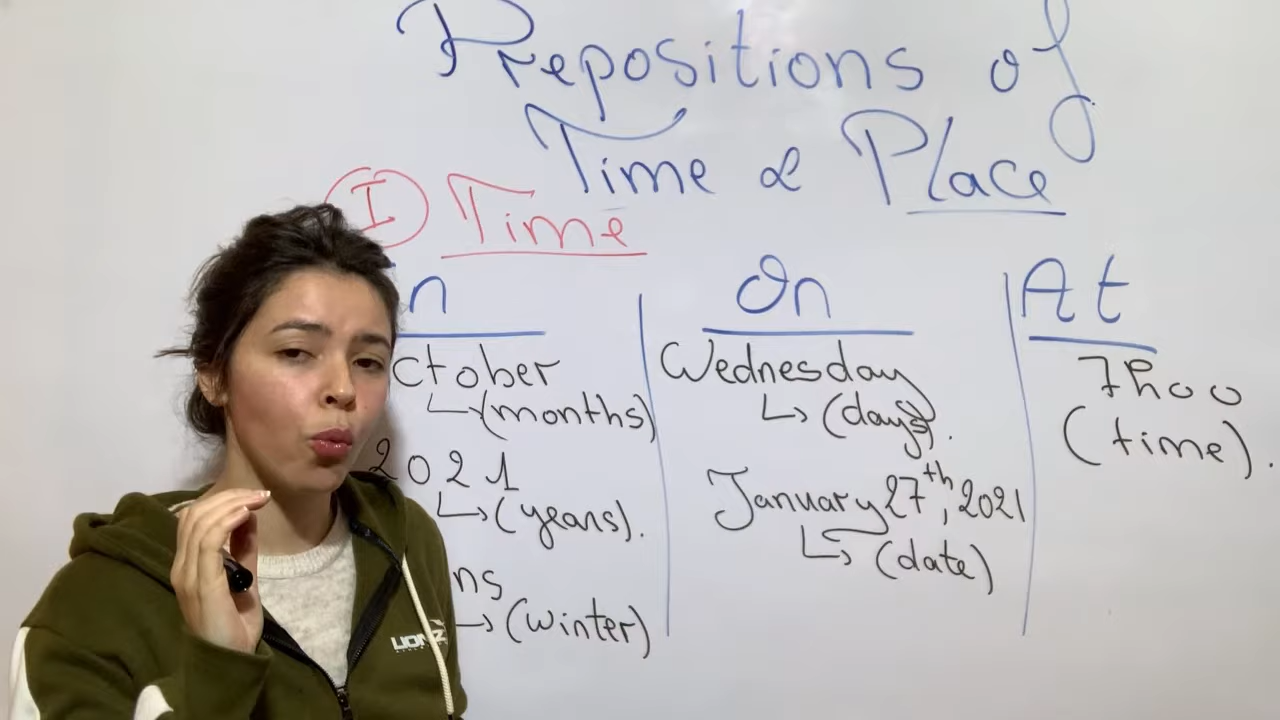 Prepositions of
Time & Place
I Time
n
ctober
(months)
2021
(years).
ns
(winter)
On
Wednesday
(days).
January 27th, 2021
(date)
At
7h00
(time).